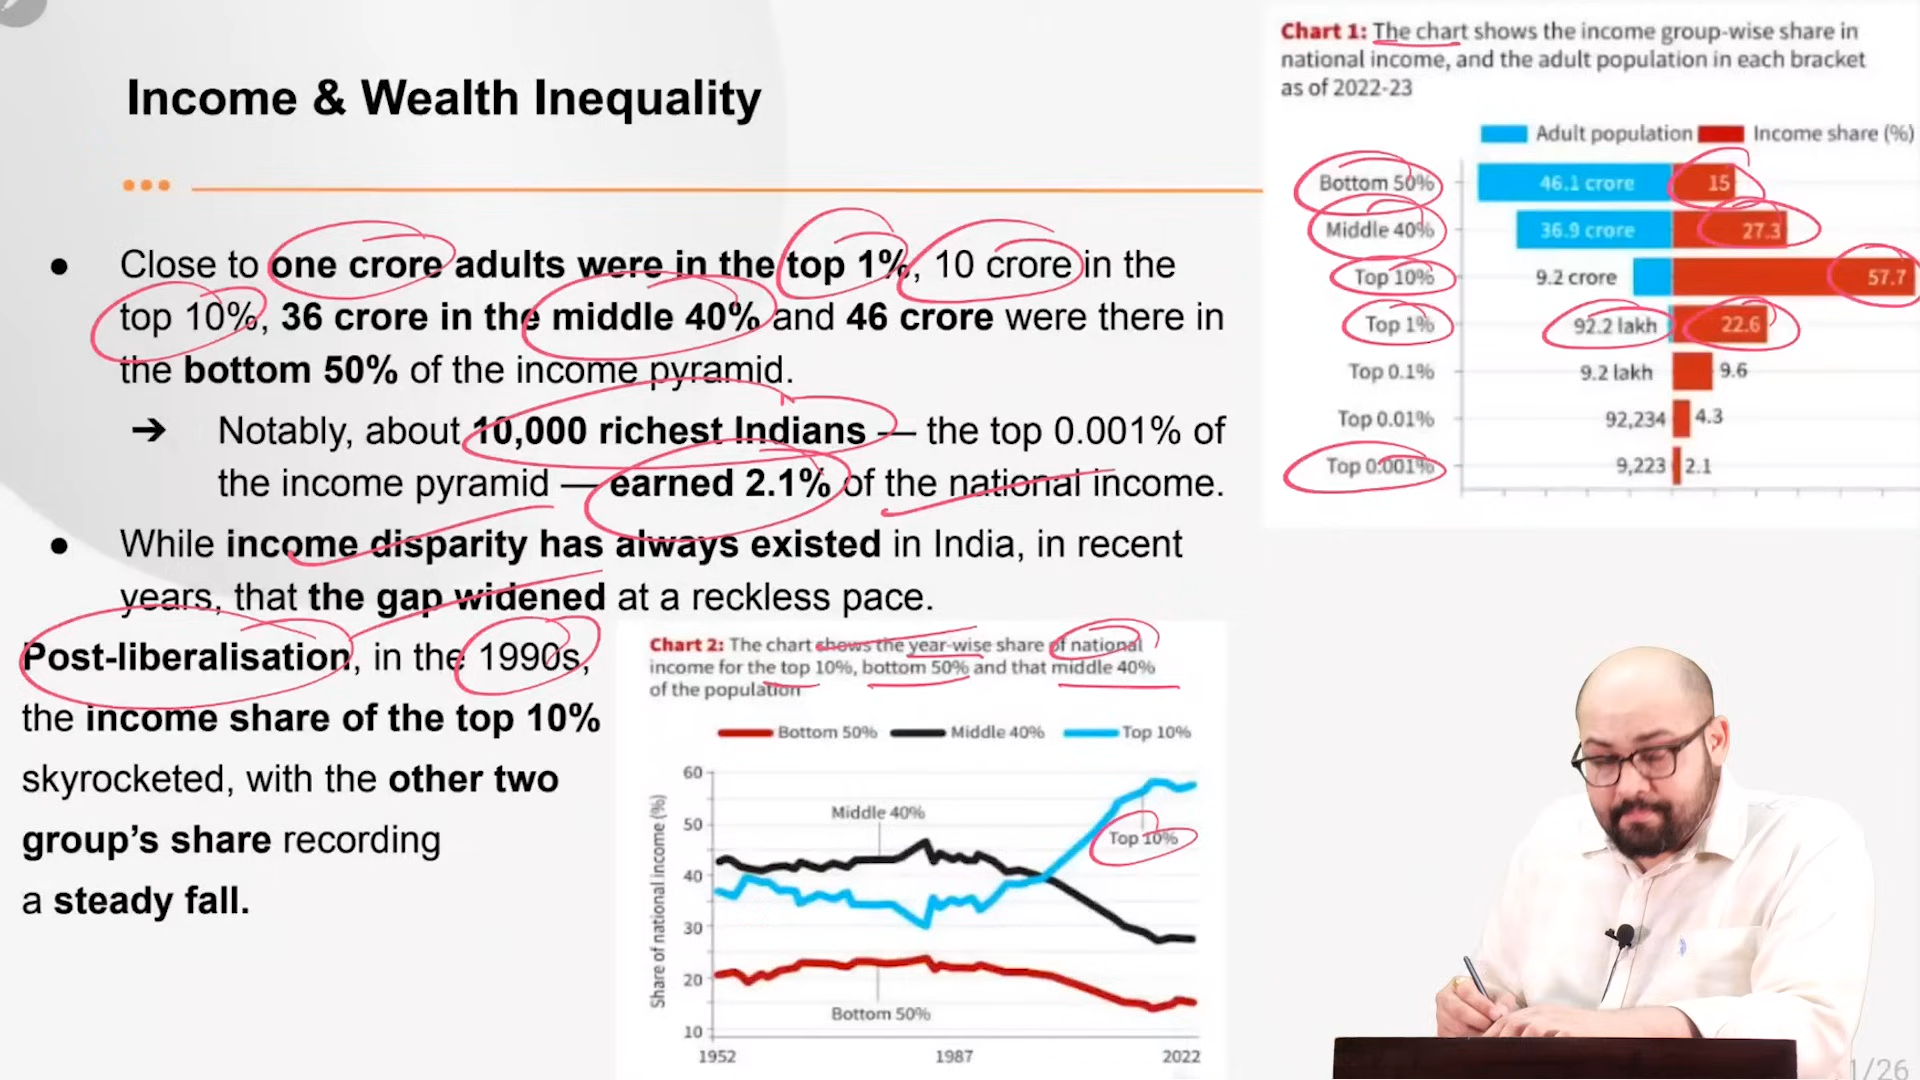 Income & Wealth Inequality
● Close to one crore adults were in the top 1%, 10 crore in the
top 10%, 36 crore in the middle 40% and 46 crore were there in
the bottom 50% of the income pyramid.
➔ Notably, about 10,000 richest Indians — the top 0.001% of
the income pyramid — earned 2.1% of the national income.
● While income disparity has always existed in India, in recent
years, that the gap widened at a reckless pace.
Post-liberalisation, in the 1990s,
the income share of the top 10%
skyrocketed, with the other two
group's share recording
a steady fall.
Chart 1: The chart shows the income group-wise share in
national income, and the adult population in each bracket
as of 2022-23
Adult population Income share (%)
Bottom 50% 46.1 crore 15
Middle 40% 36.9 crore 27.3
Top 10% 9.2 crore 57.7
Top 1% 92.2 lakh 22.6
Top 0.1% 9.2 lakh 9.6
Top 0.01% 92,234 4.3
Top 0.001% 9,223 2.1
Chart 2: The chart shows the year-wise share of national
income for the top 10%, bottom 50% and that middle 40%
of the population
Bottom 50% Middle 40% Top 10%
Share of national income (%)
60
50
40
30
20
10
Middle 40%
Top 10%
Bottom 50%
1952 1987 2022
1/26